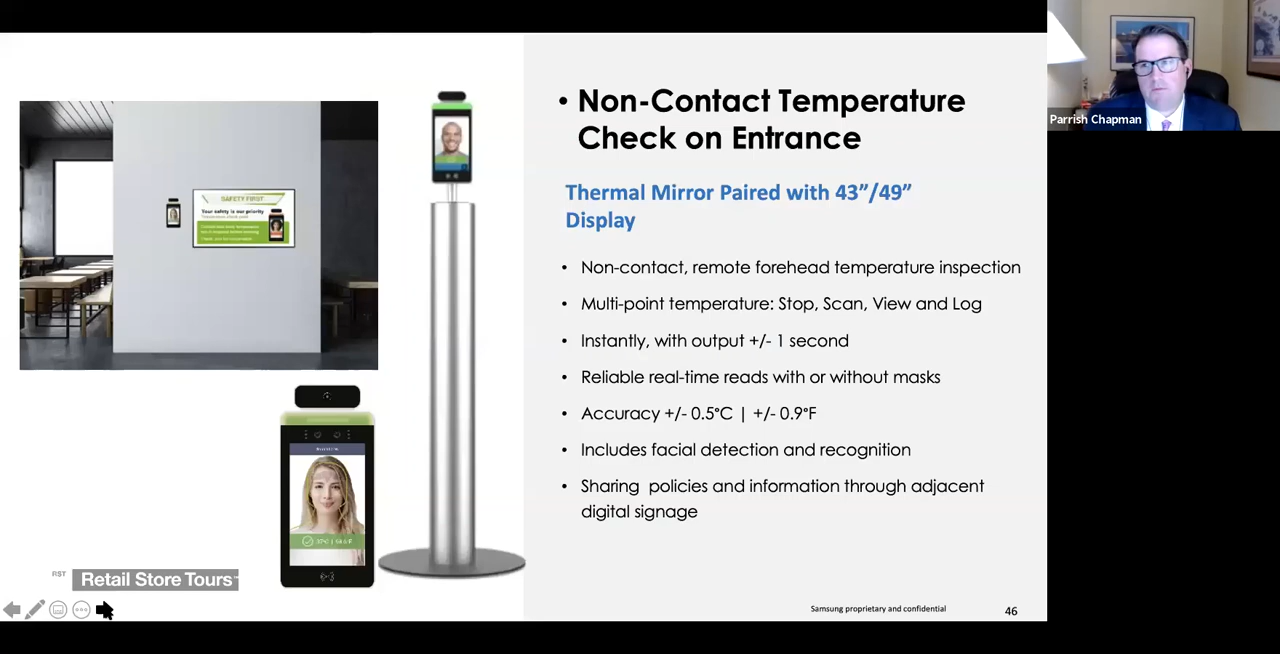 • Non-Contact Temperature
Check on Entrance
Thermal Mirror Paired with 43”/49”
Display
• Non-contact, remote forehead temperature inspection
• Multi-point temperature: Stop, Scan, View and Log
• Instantly, with output +/- 1 second
• Reliable real-time reads with or without masks
• Accuracy +/- 0.5°C | +/- 0.9°F
• Includes facial detection and recognition
• Sharing policies and information through adjacent
digital signage
SAFETY FIRST
Your safety is our priority
RST
Retail Store Tours
Samsung proprietary and confidential
46
Parrish Chapman